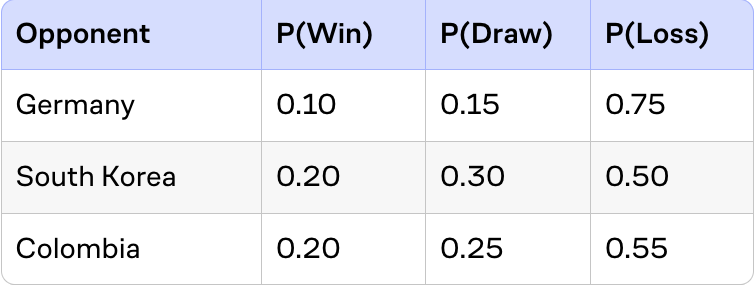 Opponent P(Win) P(Draw) P(Loss)
Germany 0.10 0.15 0.75
South Korea 0.20 0.30 0.50
Colombia 0.20 0.25 0.55